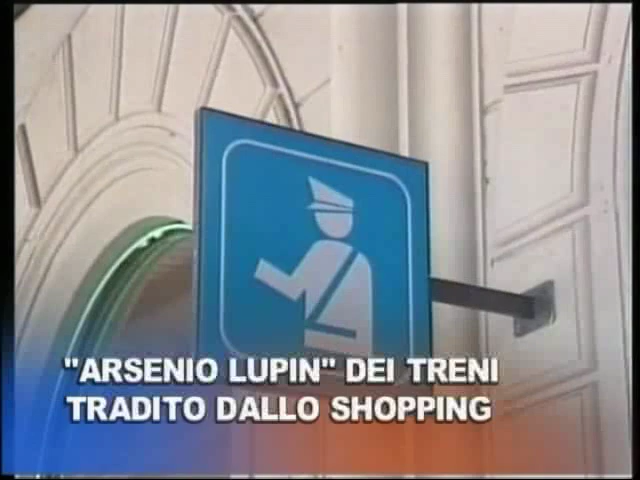 "ARSENIO LUPIN" DEI TRENI
TRADITO DALLO SHOPPING